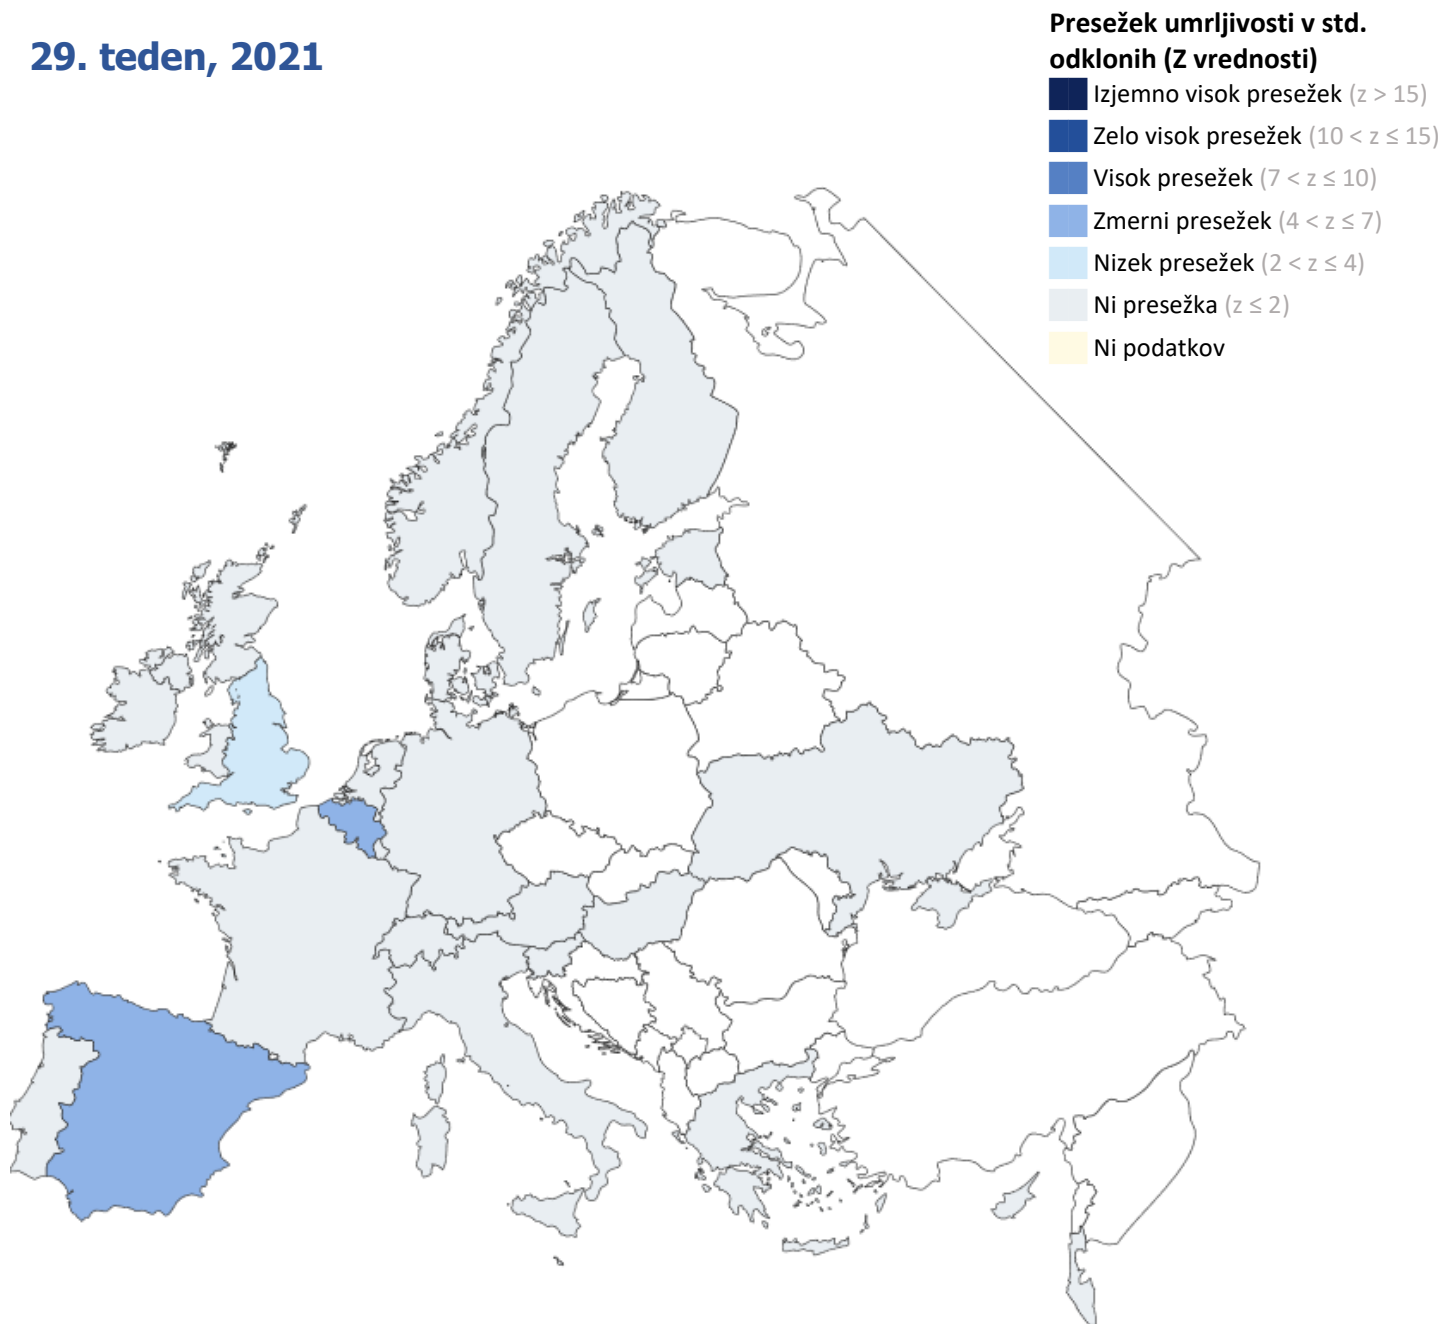 29. teden, 2021
Presežek umrljivosti v std.
odklonih (Z vrednosti)
Izjemno visok presežek (z > 15)
Zelo visok presežek (10 < z ≤ 15)
Visok presežek (7 < z ≤ 10)
Zmerni presežek (4 < z ≤ 7)
Nizek presežek (2 < z ≤ 4)
Ni presežka (z ≤ 2)
Ni podatkov